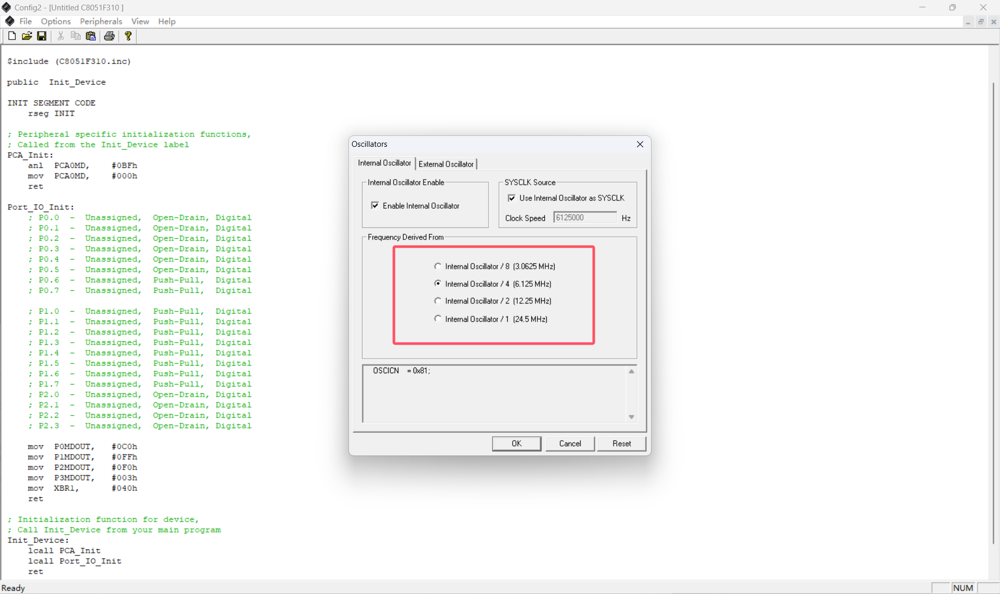 Config2 - [Untitled C8051F310 ]
File Options Peripherals View Help
$include (C8051F310.inc)
public  Init_Device
INIT SEGMENT CODE
    rseg INIT
; Peripheral specific initialization functions,
; Called from the Init_Device label
PCA_Init:
    anl  PCA0MD,    #0BFh
    mov  PCA0MD,    #000h
    ret
Port_IO_Init:
    ; P0.0  -  Unassigned,  Open-Drain, Digital
    ; P0.1  -  Unassigned,  Open-Drain, Digital
    ; P0.2  -  Unassigned,  Open-Drain, Digital
    ; P0.3  -  Unassigned,  Open-Drain, Digital
    ; P0.4  -  Unassigned,  Open-Drain, Digital
    ; P0.5  -  Unassigned,  Open-Drain, Digital
    ; P0.6  -  Unassigned,  Push-Pull,  Digital
    ; P0.7  -  Unassigned,  Push-Pull,  Digital
    ; P1.0  -  Unassigned,  Push-Pull,  Digital
    ; P1.1  -  Unassigned,  Push-Pull,  Digital
    ; P1.2  -  Unassigned,  Push-Pull,  Digital
    ; P1.3  -  Unassigned,  Push-Pull,  Digital
    ; P1.4  -  Unassigned,  Push-Pull,  Digital
    ; P1.5  -  Unassigned,  Push-Pull,  Digital
    ; P1.6  -  Unassigned,  Push-Pull,  Digital
    ; P1.7  -  Unassigned,  Push-Pull,  Digital
    ; P2.0  -  Unassigned,  Open-Drain, Digital
    ; P2.1  -  Unassigned,  Open-Drain, Digital
    ; P2.2  -  Unassigned,  Open-Drain, Digital
    ; P2.3  -  Unassigned,  Open-Drain, Digital
    mov  P0MDOUT,   #0C0h
    mov  P1MDOUT,   #0FFh
    mov  P2MDOUT,   #0F0h
    mov  P3MDOUT,   #003h
    mov  XBR1,      #040h
    ret
; Initialization function for device,
; Call Init_Device from your main program
Init_Device:
    lcall PCA_Init
    lcall Port_IO_Init
    ret
Oscillators
Internal Oscillator External Oscillator
Internal Oscillator Enable
Enable Internal Oscillator
SYSCLK Source
Use Internal Oscillator as SYSCLK
Clock Speed 6125000 Hz
Frequency Derived From
Internal Oscillator / 8 (3.0625 MHz)
Internal Oscillator / 4 (6.125 MHz)
Internal Oscillator / 2 (12.25 MHz)
Internal Oscillator / 1 (24.5 MHz)
OSCICN = 0x81;
OK Cancel Reset
Ready NUM